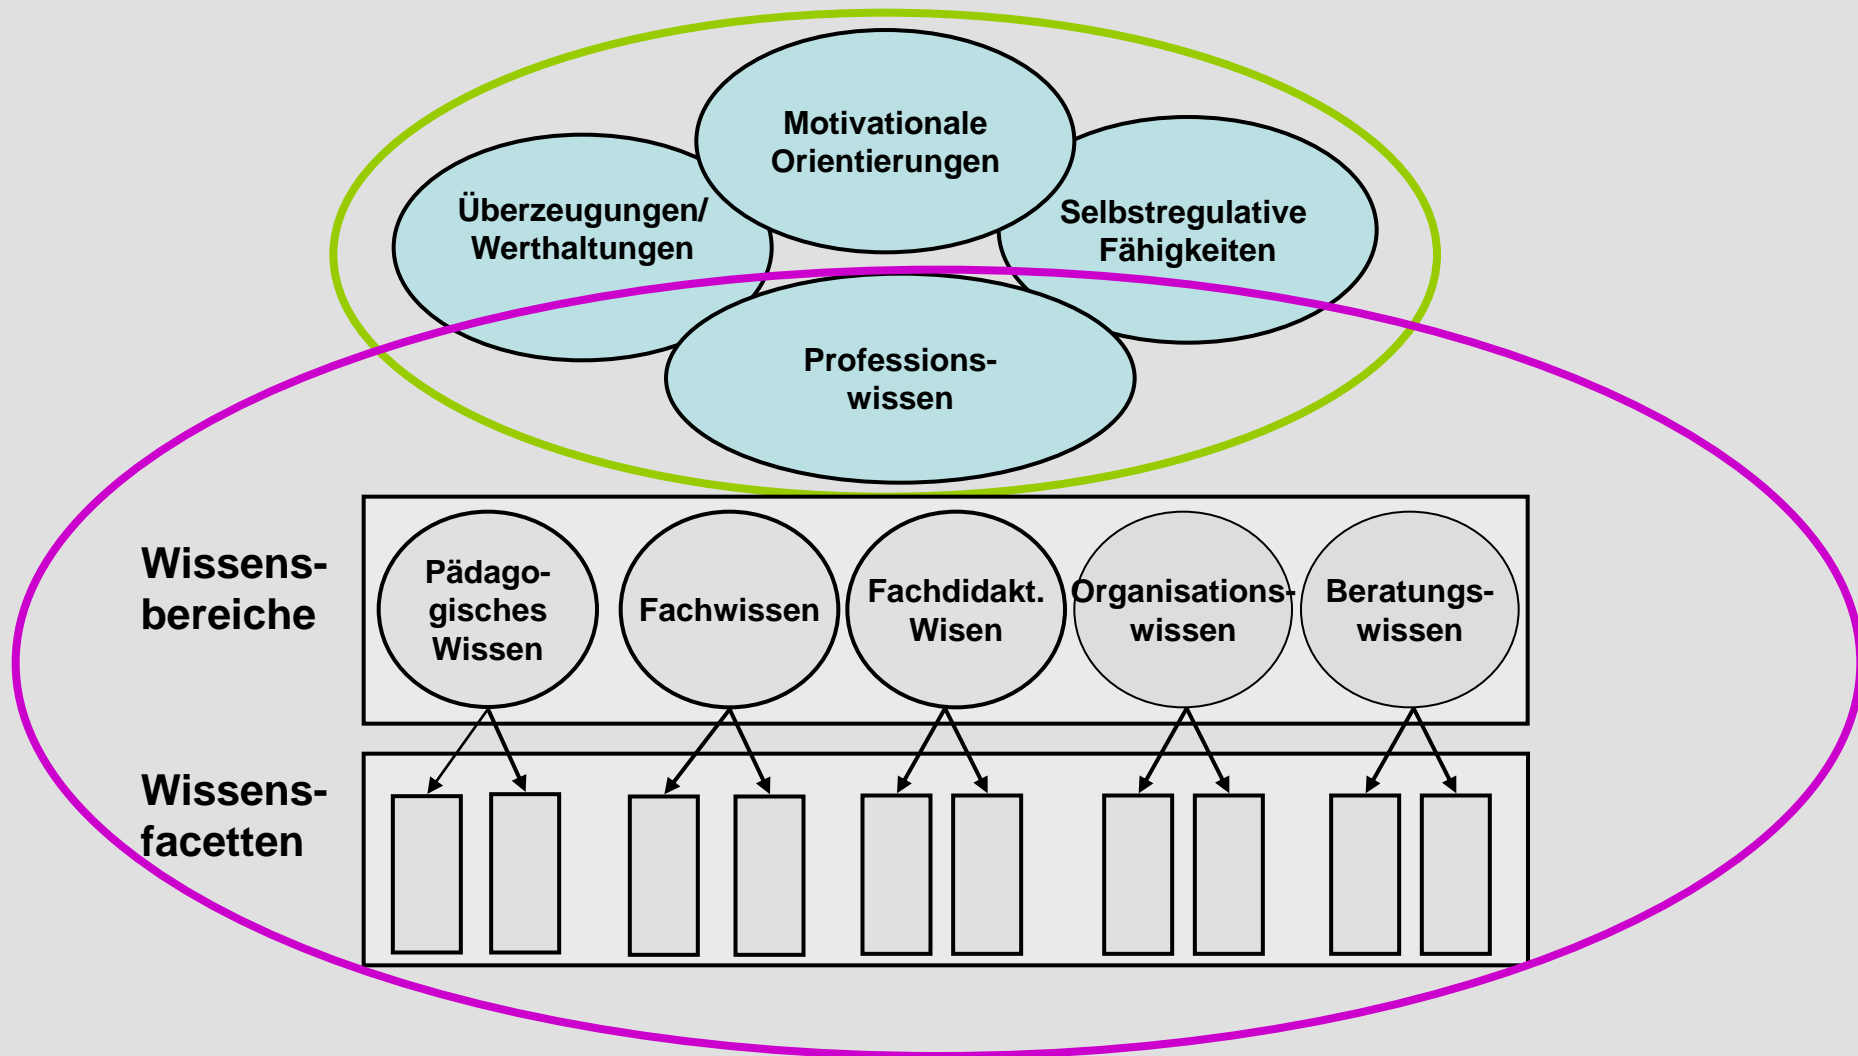 Motivationale
Orientierungen
Überzeugungen/
Werthaltungen
Selbstregulative
Fähigkeiten
Professions-
wissen
Wissens-
bereiche
Pädago-
gisches
Wissen
Fachwissen
Fachdidakt.
Wisen
Organisations-
wissen
Beratungs-
wissen
Wissens-
facetten